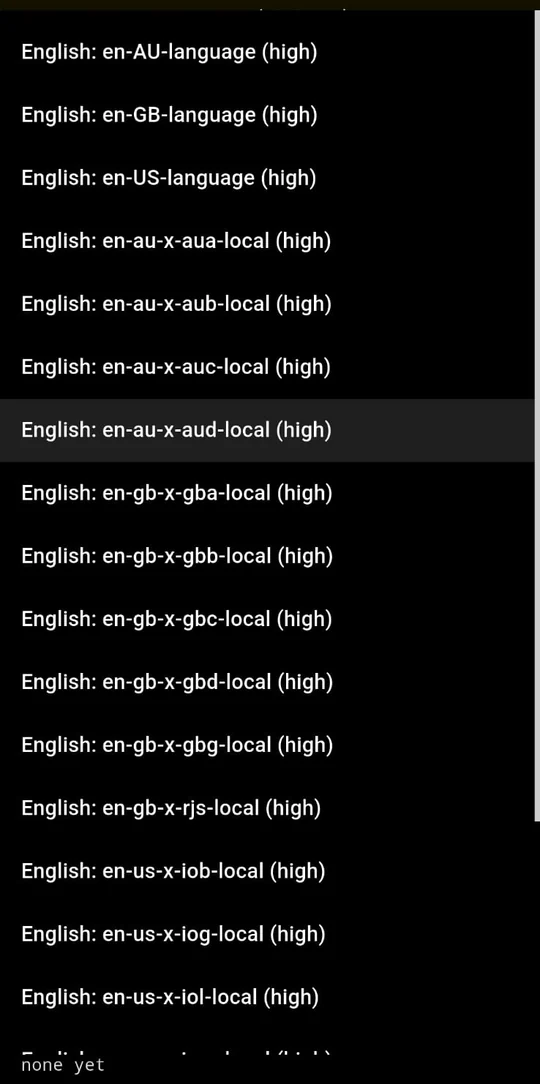 English: en-AU-language (high)
English: en-GB-language (high)
English: en-US-language (high)
English: en-au-x-aua-local (high)
English: en-au-x-aub-local (high)
English: en-au-x-auc-local (high)
English: en-au-x-aud-local (high)
English: en-gb-x-gba-local (high)
English: en-gb-x-gbb-local (high)
English: en-gb-x-gbc-local (high)
English: en-gb-x-gbd-local (high)
English: en-gb-x-gbg-local (high)
English: en-gb-x-rjs-local (high)
English: en-us-x-iob-local (high)
English: en-us-x-iog-local (high)
English: en-us-x-iol-local (high)
none yet